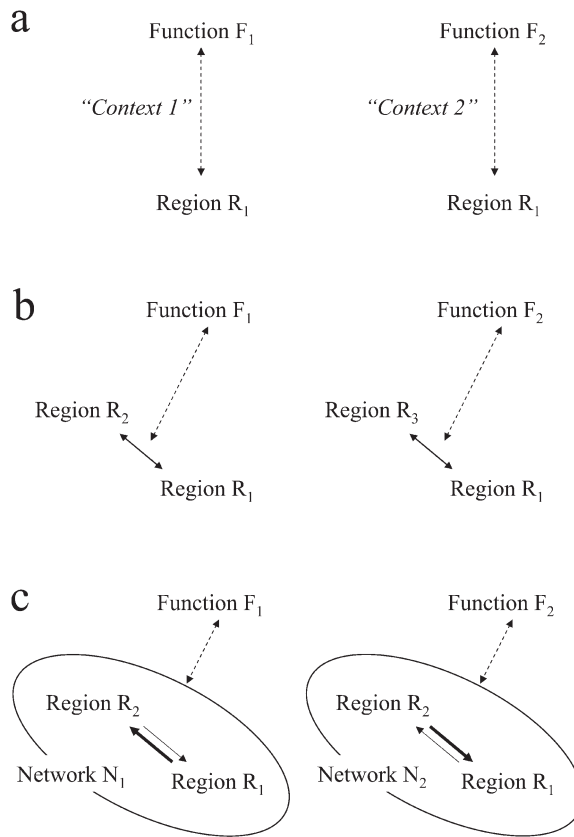 a
Function F₁ Function F₂
“Context 1” “Context 2”
Region R₁ Region R₁
b
Function F₁ Function F₂
Region R₂ Region R₃
Region R₁ Region R₁
c
Function F₁ Function F₂
Region R₂ Region R₂
Network N₁ Region R₁ Network N₂ Region R₁